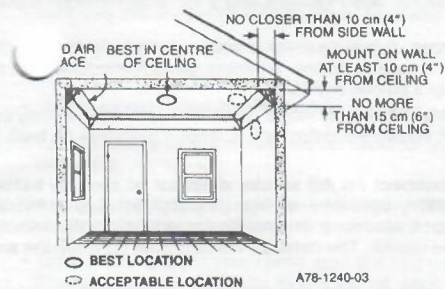 NO CLOSER THAN 10 cm (4")
FROM SIDE WALL
D AIR
ACE
BEST IN CENTRE
OF CEILING
MOUNT ON WALL
AT LEAST 10 cm (4")
FROM CEILING
NO MORE
THAN 15 cm (6")
FROM CEILING
BEST LOCATION
ACCEPTABLE LOCATION
A78-1240-03